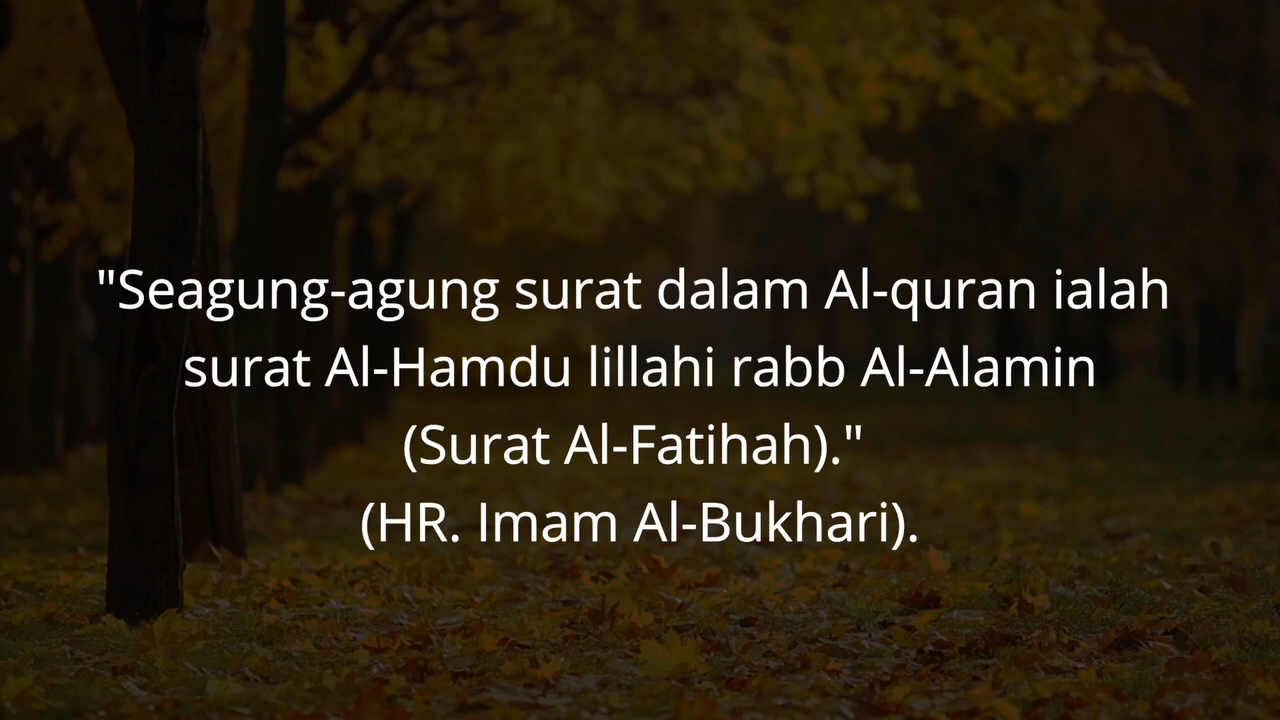 "Seagung-agung surat dalam Al-quran ialah
surat Al-Hamdu lillahi rabb Al-Alamin
(Surat Al-Fatihah)."
(HR. Imam Al-Bukhari).